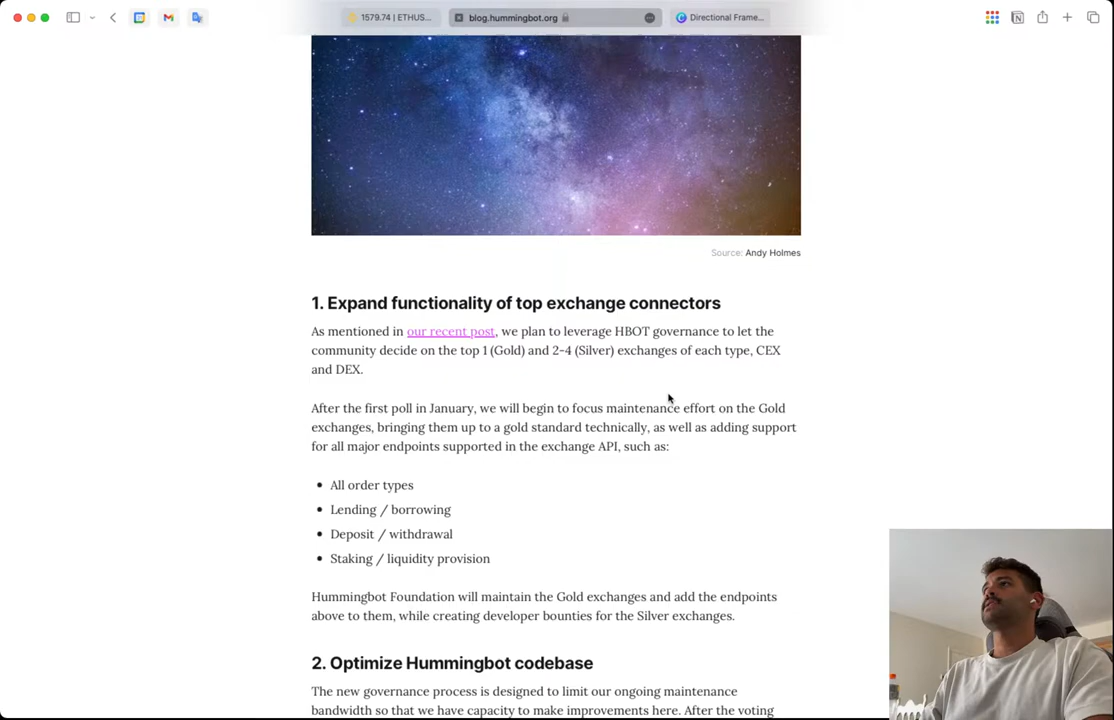 1579.74 | ETHUS...
blog.hummingbot.org
Directional Frame...
Source: Andy Holmes
1. Expand functionality of top exchange connectors
As mentioned in our recent post, we plan to leverage HBOT governance to let the
community decide on the top 1 (Gold) and 2-4 (Silver) exchanges of each type, CEX
and DEX.
After the first poll in January, we will begin to focus maintenance effort on the Gold
exchanges, bringing them up to a gold standard technically, as well as adding support
for all major endpoints supported in the exchange API, such as:
• All order types
• Lending / borrowing
• Deposit / withdrawal
• Staking / liquidity provision
Hummingbot Foundation will maintain the Gold exchanges and add the endpoints
above to them, while creating developer bounties for the Silver exchanges.
2. Optimize Hummingbot codebase
The new governance process is designed to limit our ongoing maintenance
bandwidth so that we have capacity to make improvements here. After the voting